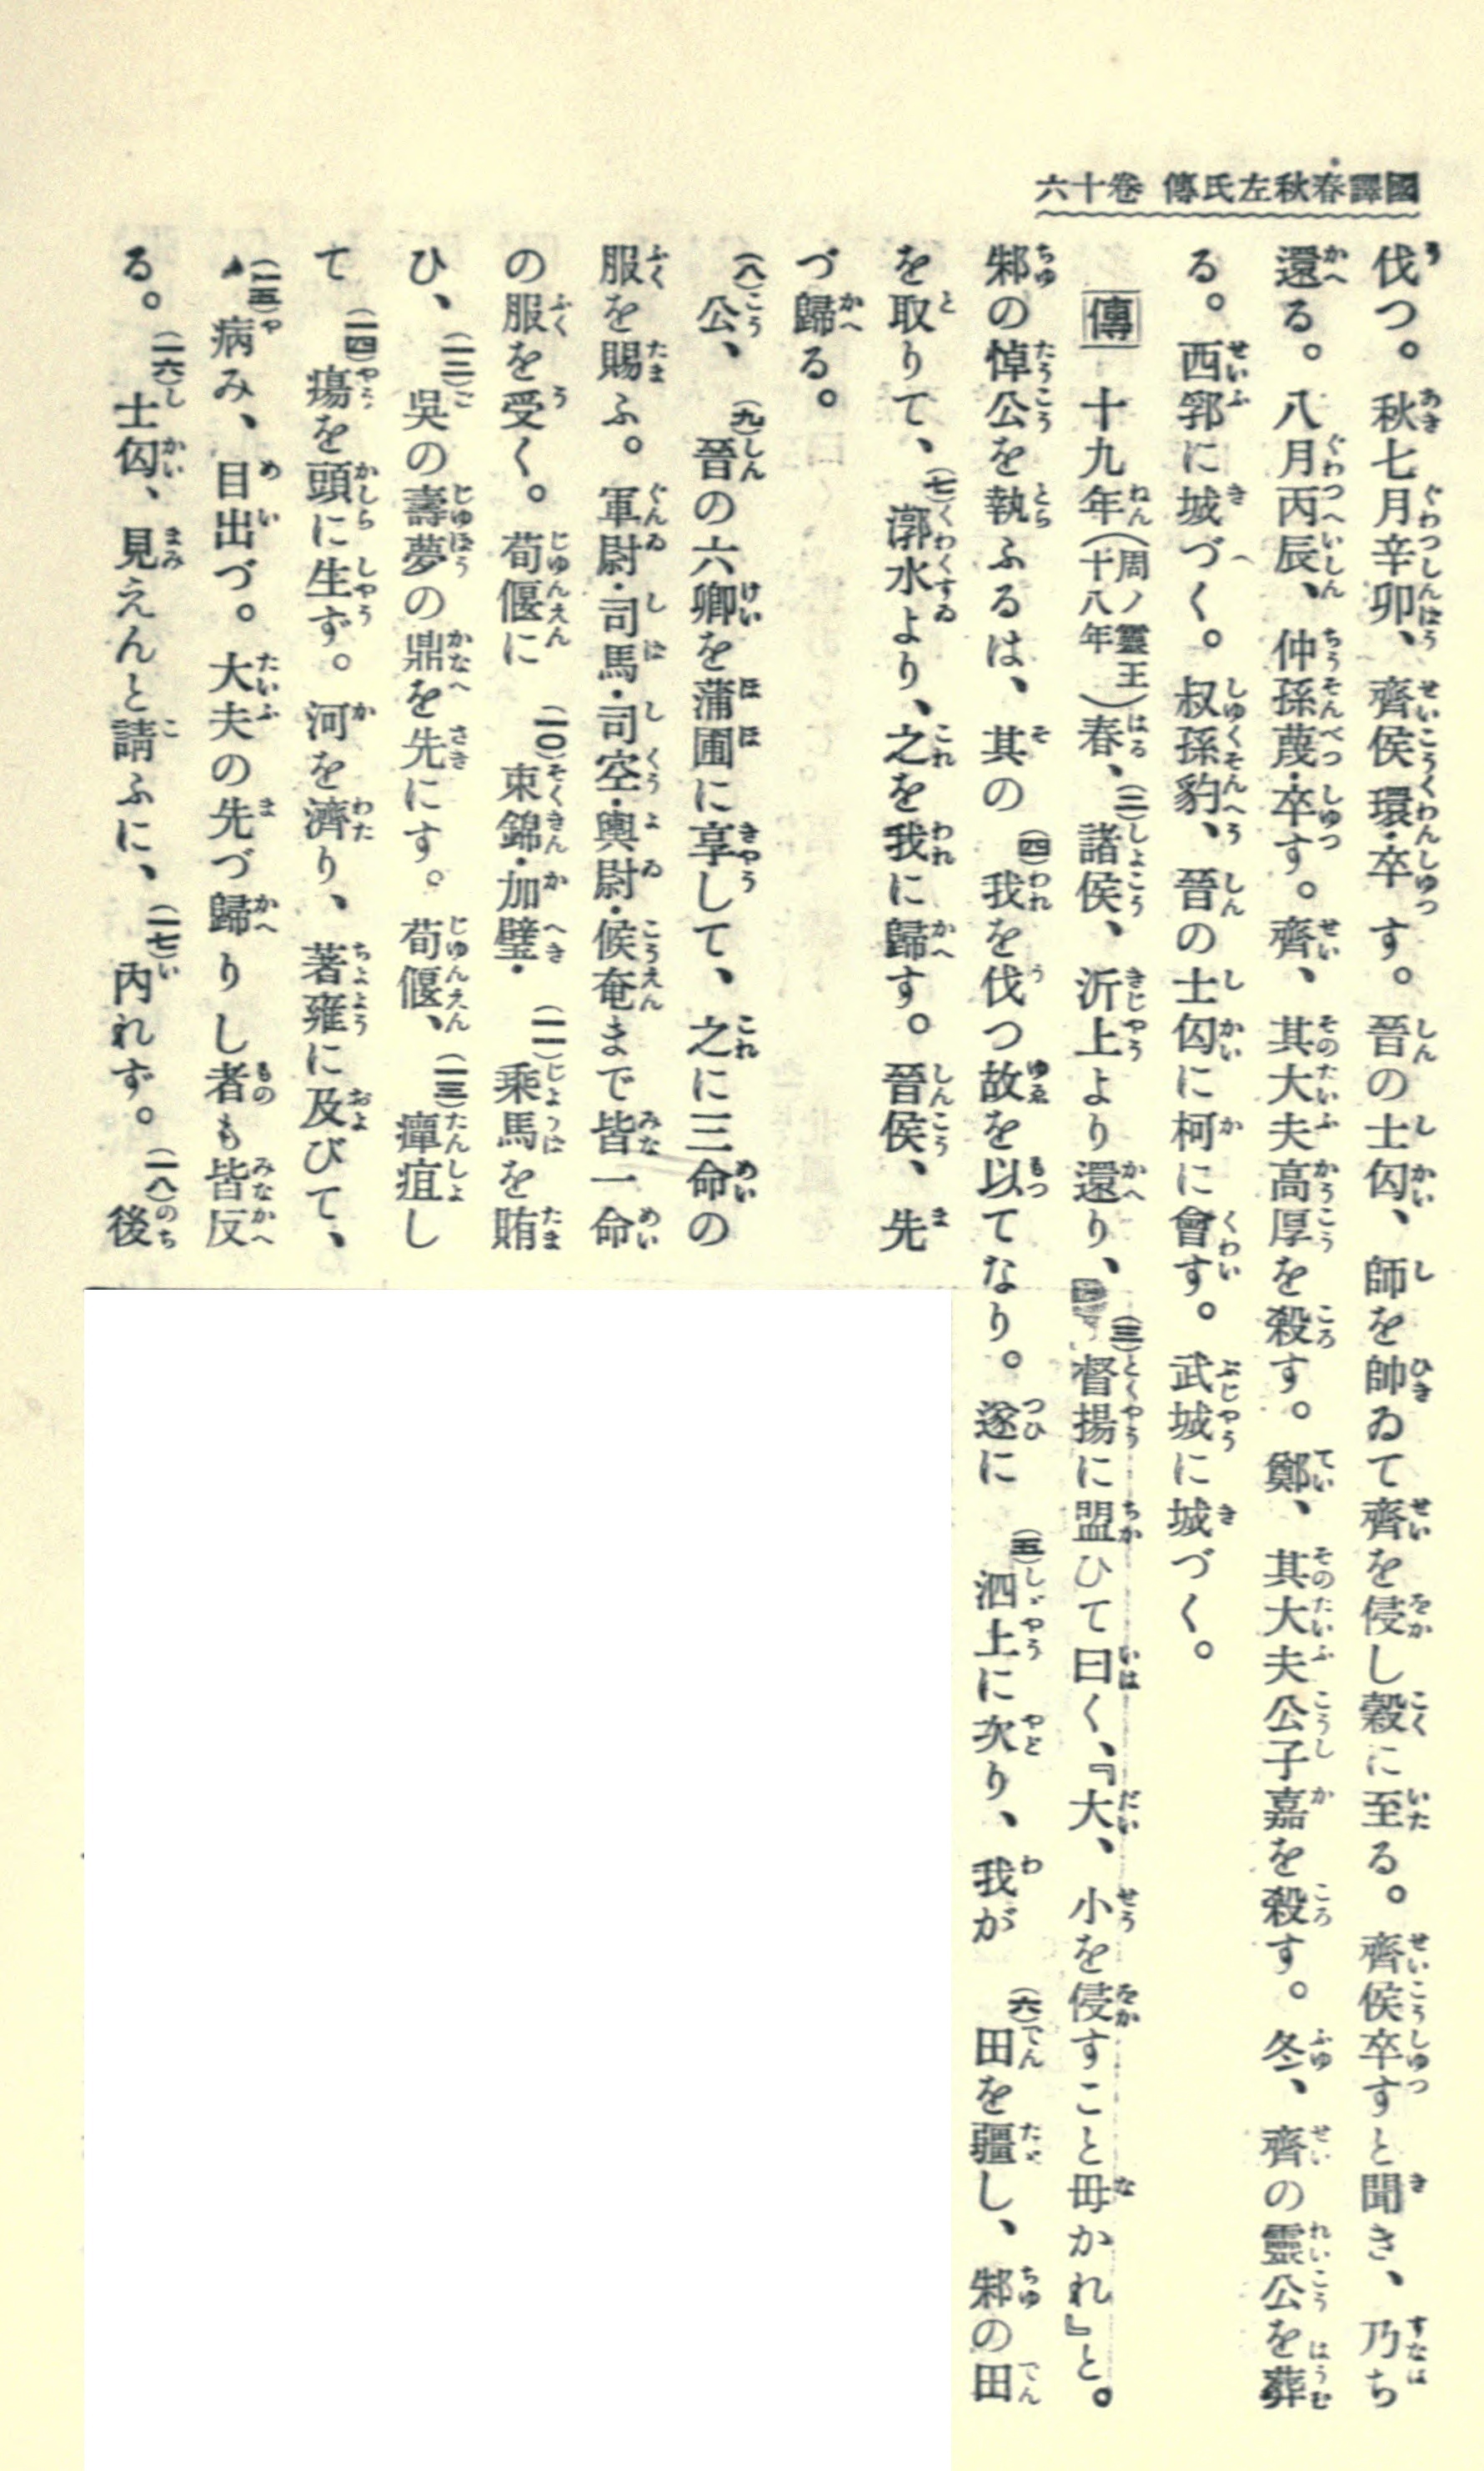 國譯春秋左氏傳 卷十六
伐つ。秋七月辛卯、齊侯環・卒す。晉の士匃、師を帥ゐて齊を侵し穀に至る。齊侯卒すと聞き、乃ち
還る。八月丙辰、仲孫蔑・卒す。齊、其大夫高厚を殺す。鄭、其大夫公子嘉を殺す。冬、齊の靈公を葬
る。西郛に城づく。叔孫豹、晉の士匃に柯に會す。武城に城づく。
傳 十九年(周ノ靈王十八年)春、(二)諸侯、沂上より還り、(三)督揚に盟ひて曰く、『大、小を侵すこと毋かれ』と。
邾の悼公を執ふるは、其の(四)我を伐つ故を以てなり。遂に(五)泗上に次り、我が(六)田を疆し、邾の田
を取りて、(七)漷水より、之を我に歸す。晉侯、先
づ歸る。
(八)公、(九)晉の六卿を蒲圃に享して、之に三命の
服を賜ふ。軍尉・司馬・司空・輿尉・候奄まで皆一命
の服を受く。荀偃に(一〇)束錦・加璧・(一一)乘馬を賄
ひ、(一二)吳の壽夢の鼎を先にす。荀偃、(一三)癉疽し
て(一四)瘍を頭に生ず。河を濟り、著雍に及びて、
(一五)病み、目出づ。大夫の先づ歸りし者も皆反
る。(一六)士匃、見えんと請ふに、(一七)內れず。(一八)後